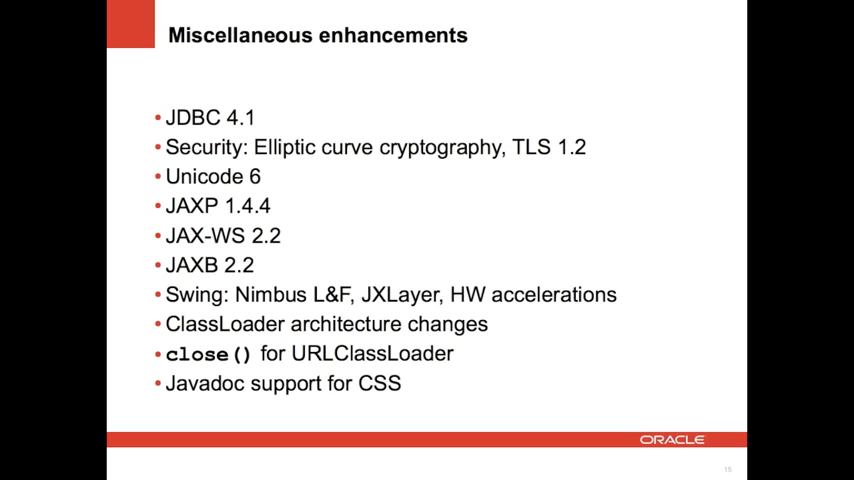 Miscellaneous enhancements
• JDBC 4.1
• Security: Elliptic curve cryptography, TLS 1.2
• Unicode 6
• JAXP 1.4.4
• JAX-WS 2.2
• JAXB 2.2
• Swing: Nimbus L&F, JXLayer, HW accelerations
• ClassLoader architecture changes
• close() for URLClassLoader
• Javadoc support for CSS
ORACLE
15